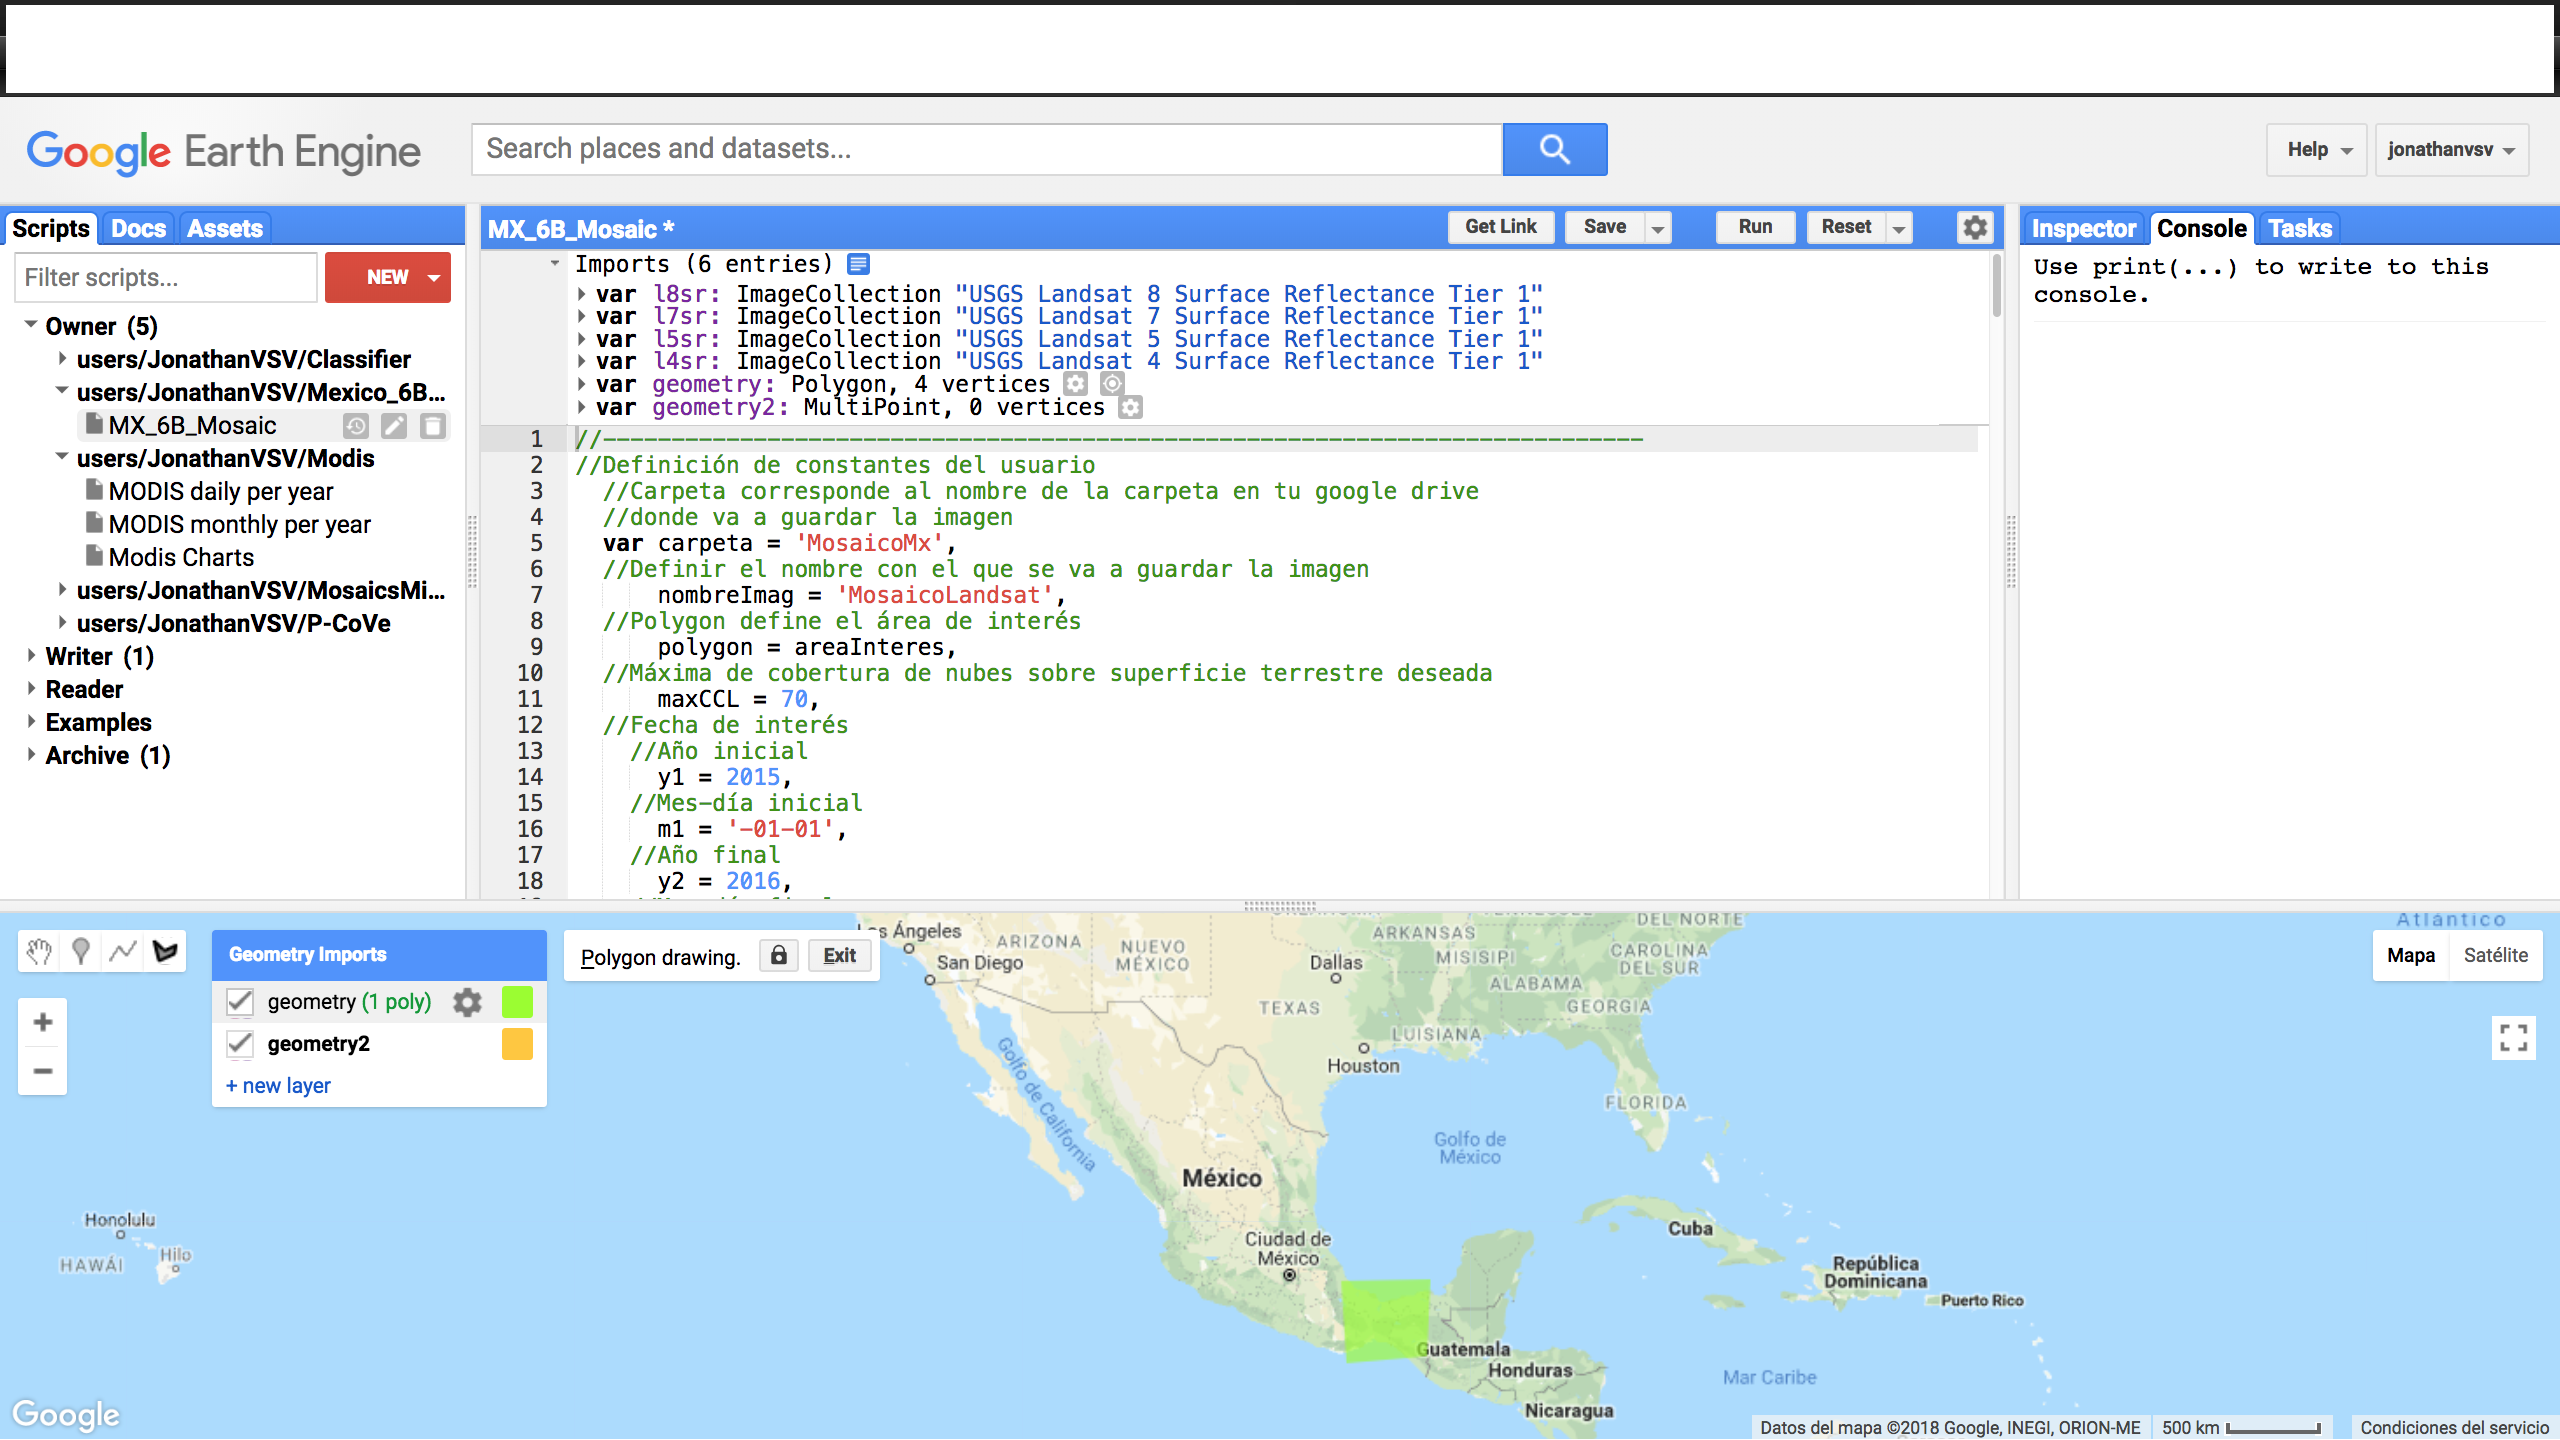 Google Earth Engine
Search places and datasets...
Help
jonathanvsv
Scripts
Docs
Assets
Filter scripts...
NEW
Owner (5)
users/JonathanVSV/Classifier
users/JonathanVSV/Mexico_6B...
MX_6B_Mosaic
users/JonathanVSV/Modis
MODIS daily per year
MODIS monthly per year
Modis Charts
users/JonathanVSV/MosaicsMi...
users/JonathanVSV/P-CoVe
Writer (1)
Reader
Examples
Archive (1)
MX_6B_Mosaic *
Get Link
Save
Run
Reset
Imports (6 entries)
var l8sr: ImageCollection "USGS Landsat 8 Surface Reflectance Tier 1"
var l7sr: ImageCollection "USGS Landsat 7 Surface Reflectance Tier 1"
var l5sr: ImageCollection "USGS Landsat 5 Surface Reflectance Tier 1"
var l4sr: ImageCollection "USGS Landsat 4 Surface Reflectance Tier 1"
var geometry: Polygon, 4 vertices
var geometry2: MultiPoint, 0 vertices
1 //----------------------------------------------------------------------------
2 //Definición de constantes del usuario
3 //Carpeta corresponde al nombre de la carpeta en tu google drive
4 //donde va a guardar la imagen
5 var carpeta = 'MosaicoMx',
6 //Definir el nombre con el que se va a guardar la imagen
7 nombreImag = 'MosaicoLandsat',
8 //Polygon define el área de interés
9 polygon = areaInteres,
10 //Máxima de cobertura de nubes sobre superficie terrestre deseada
11 maxCCL = 70,
12 //Fecha de interés
13 //Año inicial
14 y1 = 2015,
15 //Mes-día inicial
16 m1 = '-01-01',
17 //Año final
18 y2 = 2016,
Inspector
Console
Tasks
Use print(...) to write to this
console.
Geometry Imports
geometry (1 poly)
geometry2
+ new layer
Polygon drawing.
Exit
Mapa
Satélite
Ángeles
San Diego
ARIZONA
NUEVO
MÉXICO
Dallas
TEXAS
ARKANSAS
MISISIPI
ALABAMA
GEORGIA
CAROLINA
DEL SUR
DEL NORTE
Atlántico
LUISIANA
Houston
FLORIDA
Golfo de California
Golfo de
México
México
Ciudad de
México
Cuba
República
Dominicana
Puerto Rico
Guatemala
Honduras
Nicaragua
Mar Caribe
Honolulu
HAWÁI
Hilo
Google
Datos del mapa ©2018 Google, INEGI, ORION-ME
500 km
Condiciones del servicio